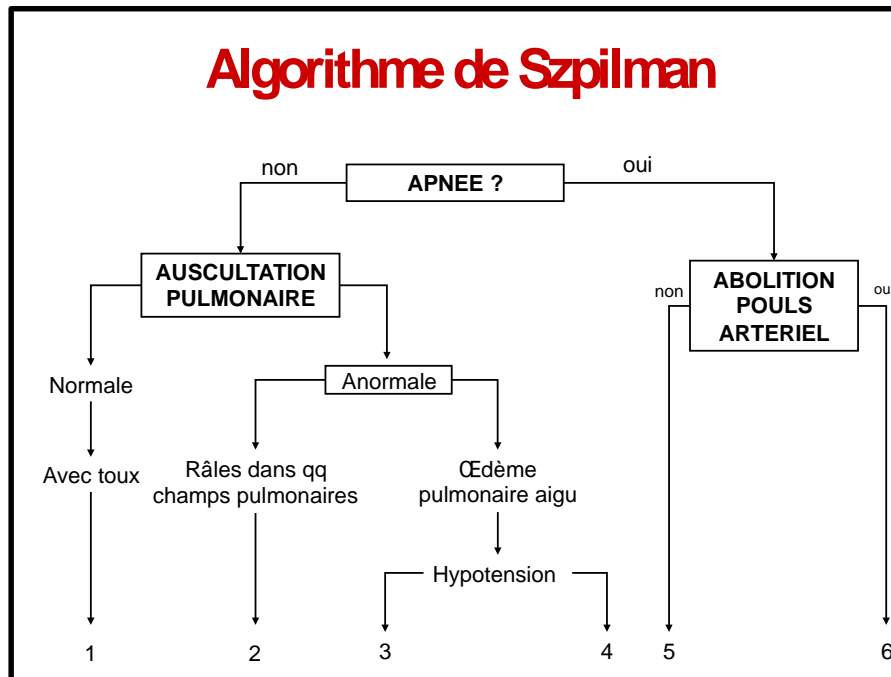 Algorithme de Szpilman
non
APNEE ?
oui
AUSCULTATION
PULMONAIRE
non
ABOLITION
POULS
ARTERIEL
ou
Normale
Anormale
Avec toux
Râles dans qq
champs pulmonaires
Œdème
pulmonaire aigu
Hypotension
1
2
3
4
5
6